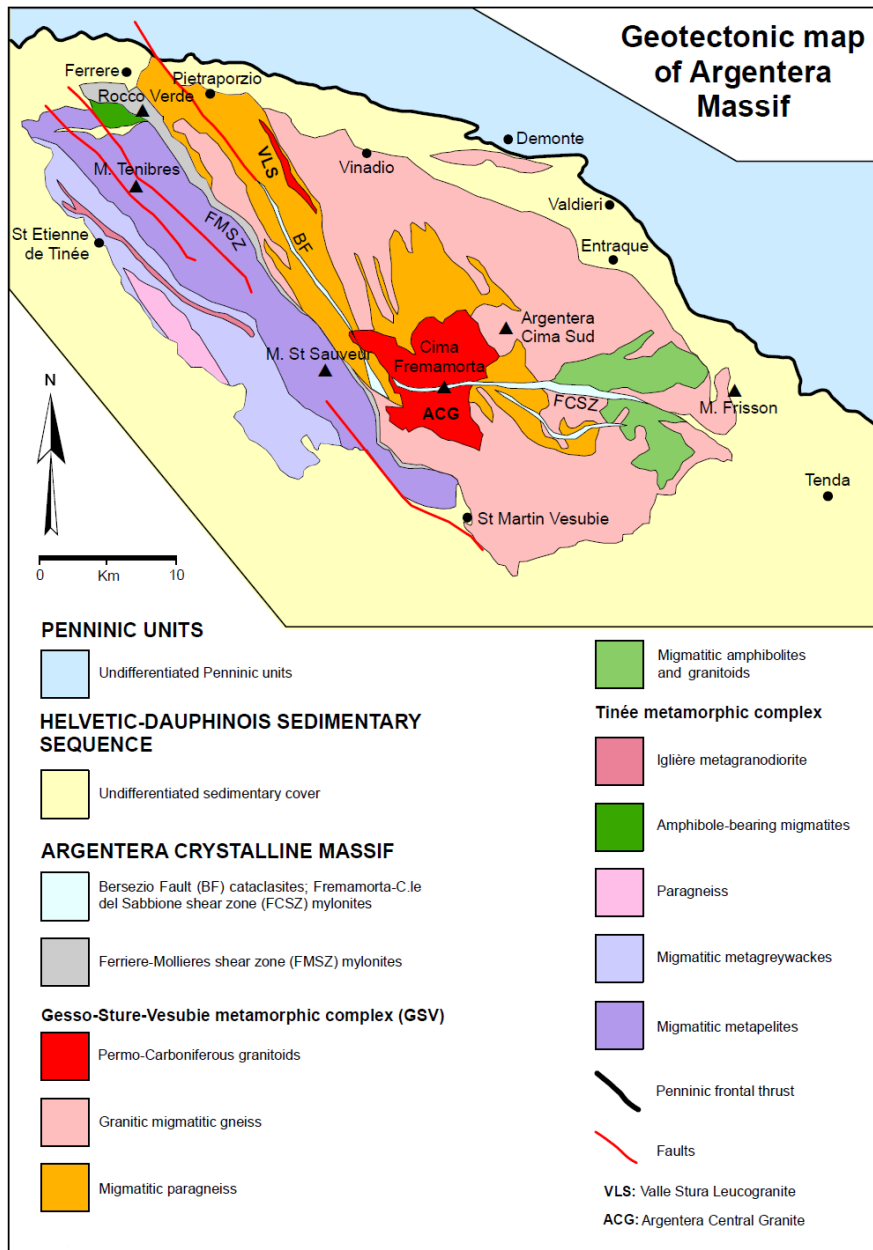 Geotectonic map
of Argentera
Massif
Ferrere
Pietraporzio
Rocco Verde
Demonte
VLS
Vinadio
M. Tenibres
Valdieri
FMSZ
St Etienne
de Tinée
BF
Entraque
Argentera
Cima Sud
M. St Sauveur
Cima
Fremamorta
N
FCSZ
M. Frisson
ACG
Tenda
St Martin Vesubie
0 10
Km
PENNINIC UNITS
Undifferentiated Penninic units
HELVETIC-DAUPHINOIS SEDIMENTARY
SEQUENCE
Undifferentiated sedimentary cover
ARGENTERA CRYSTALLINE MASSIF
Bersezio Fault (BF) cataclasites; Fremamorta-C.le
del Sabbione shear zone (FCSZ) mylonites
Ferriere-Mollieres shear zone (FMSZ) mylonites
Gesso-Sture-Vesubie metamorphic complex (GSV)
Permo-Carboniferous granitoids
Granitic migmatitic gneiss
Migmatitic paragneiss
Migmatitic amphibolites
and granitoids
Tinée metamorphic complex
Iglière metagranodiorite
Amphibole-bearing migmatites
Paragneiss
Migmatitic metagreywackes
Migmatitic metapelites
Penninic frontal thrust
Faults
VLS: Valle Stura Leucogranite
ACG: Argentera Central Granite